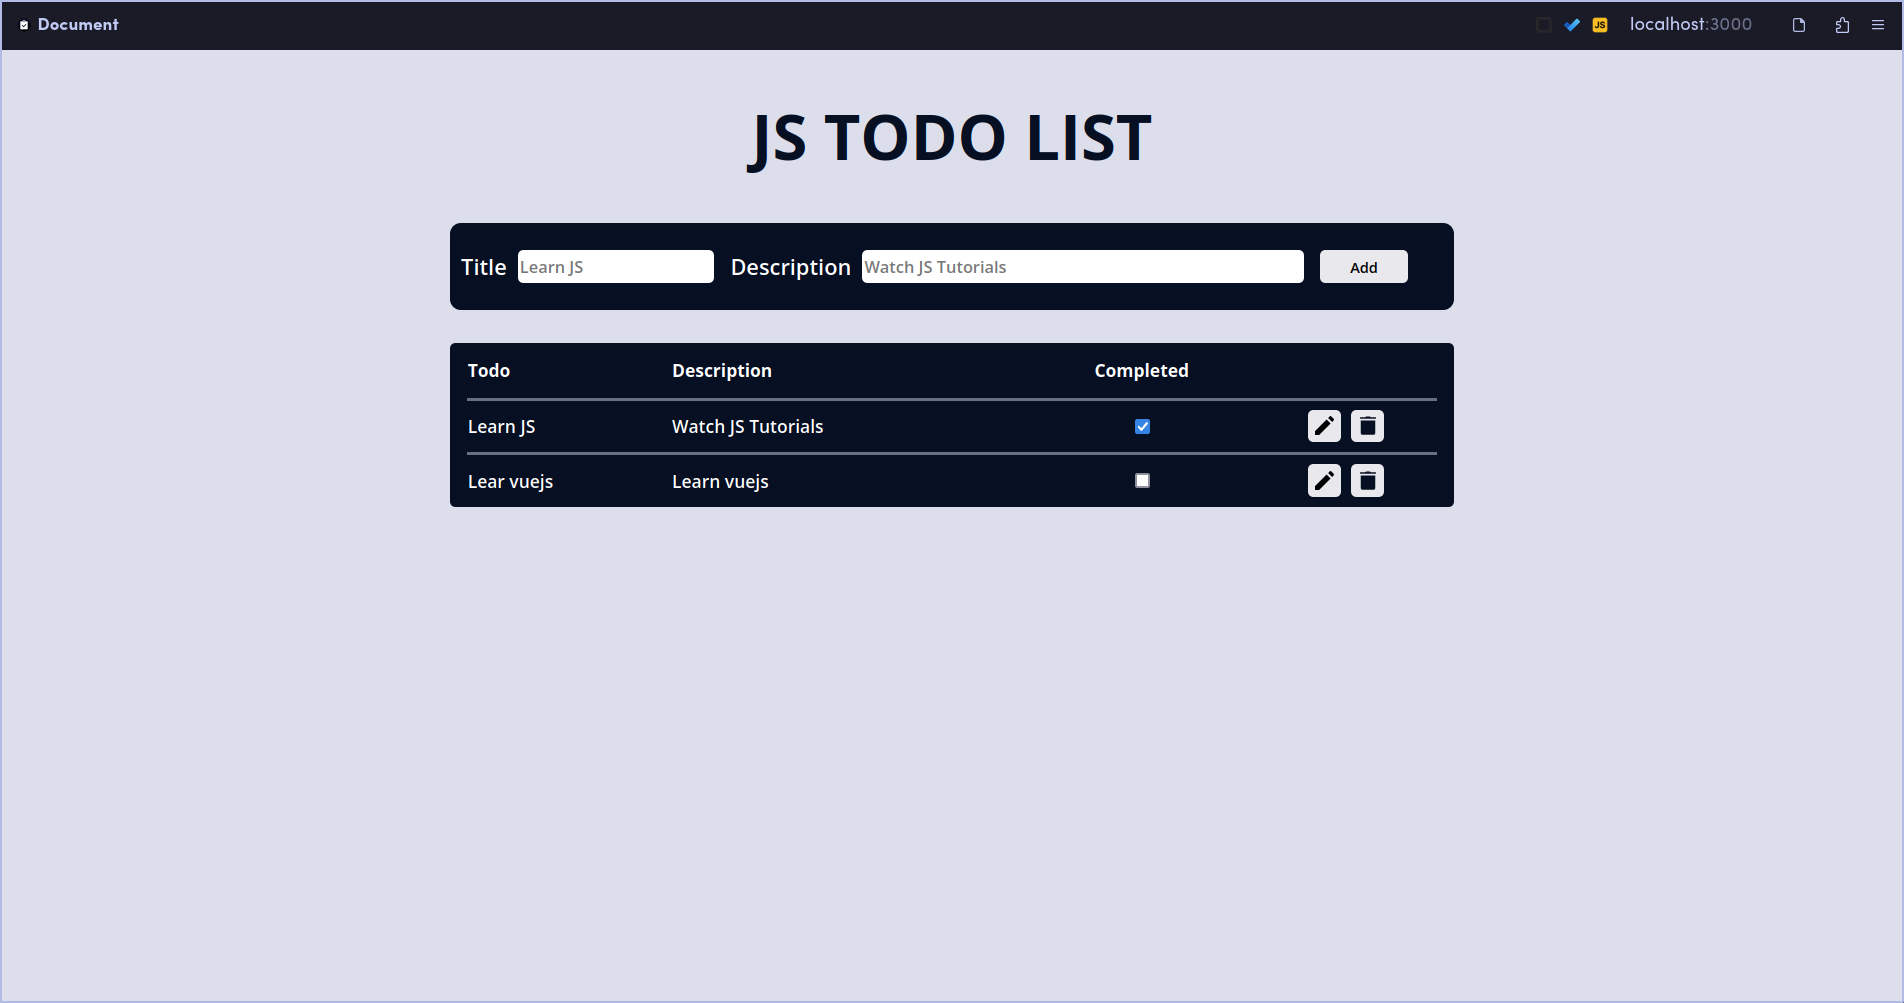 Document JS localhost:3000
JS TODO LIST
Title Learn JS Description Watch JS Tutorials Add
Todo Description Completed
Learn JS Watch JS Tutorials
Lear vuejs Learn vuejs